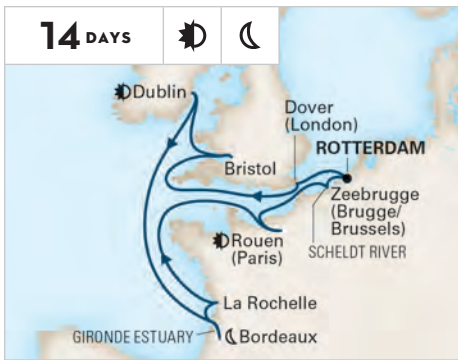 14 DAYS
Dublin
Dover
(London)
ROTTERDAM
Bristol
Zeebrugge
(Brugge/
Brussels)
Rouen
(Paris)
SCHELDT RIVER
La Rochelle
GIRONDE ESTUARY
Bordeaux